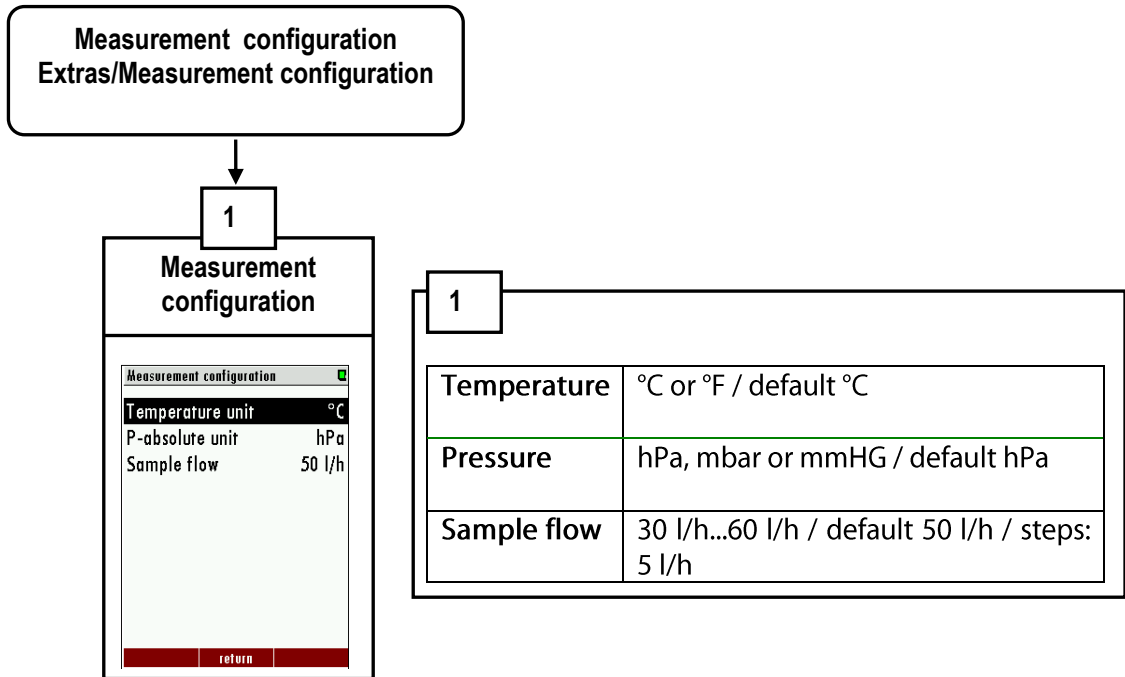 Measurement configuration
Extras/Measurement configuration
1
Measurement
configuration
Measurement configuration
Temperature unit °C
P-absolute unit hPa
Sample flow 50 l/h
return
1
Temperature °C or °F / default °C
Pressure hPa, mbar or mmHG / default hPa
Sample flow 30 l/h...60 l/h / default 50 l/h / steps:
5 l/h